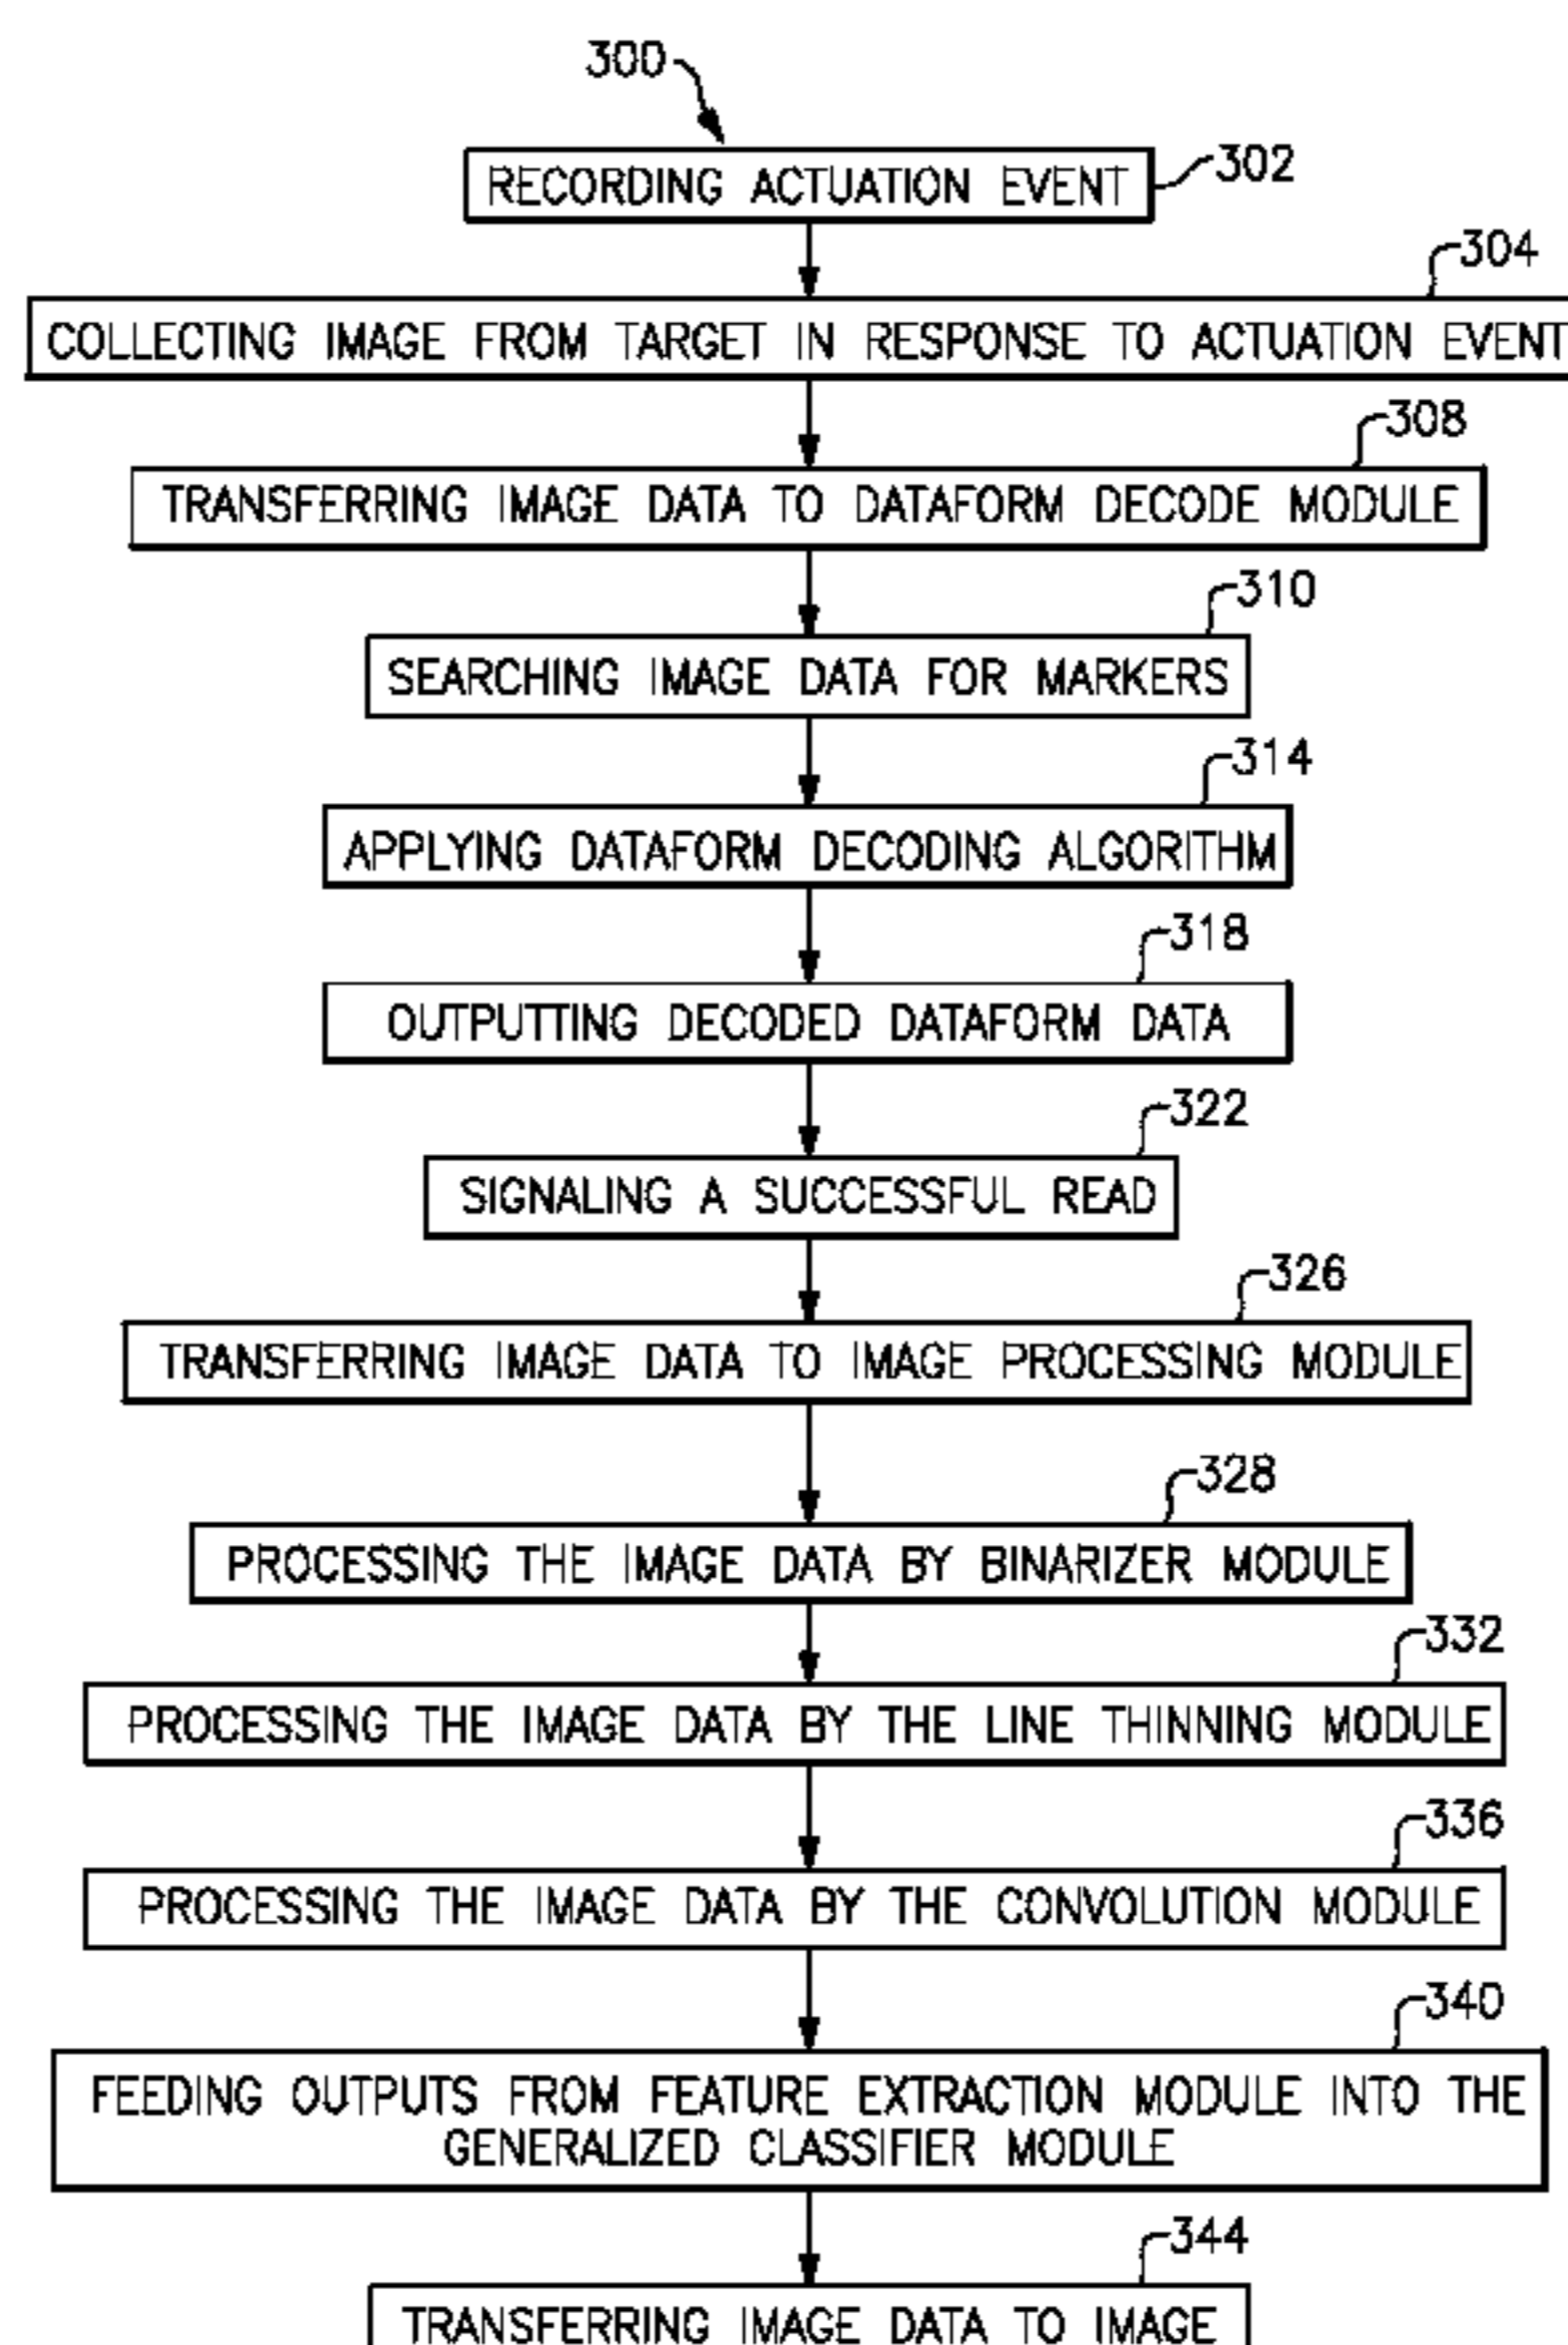 300
RECORDING ACTUATION EVENT
302
304
COLLECTING IMAGE FROM TARGET IN RESPONSE TO ACTUATION EVENT
308
TRANSFERRING IMAGE DATA TO DATAFORM DECODE MODULE
310
SEARCHING IMAGE DATA FOR MARKERS
314
APPLYING DATAFORM DECODING ALGORITHM
318
OUTPUTTING DECODED DATAFORM DATA
322
SIGNALING A SUCCESSFUL READ
326
TRANSFERRING IMAGE DATA TO IMAGE PROCESSING MODULE
328
PROCESSING THE IMAGE DATA BY BINARIZER MODULE
332
PROCESSING THE IMAGE DATA BY THE LINE THINNING MODULE
336
PROCESSING THE IMAGE DATA BY THE CONVOLUTION MODULE
340
FEEDING OUTPUTS FROM FEATURE EXTRACTION MODULE INTO THE
GENERALIZED CLASSIFIER MODULE
344
TRANSFERRING IMAGE DATA TO IMAGE